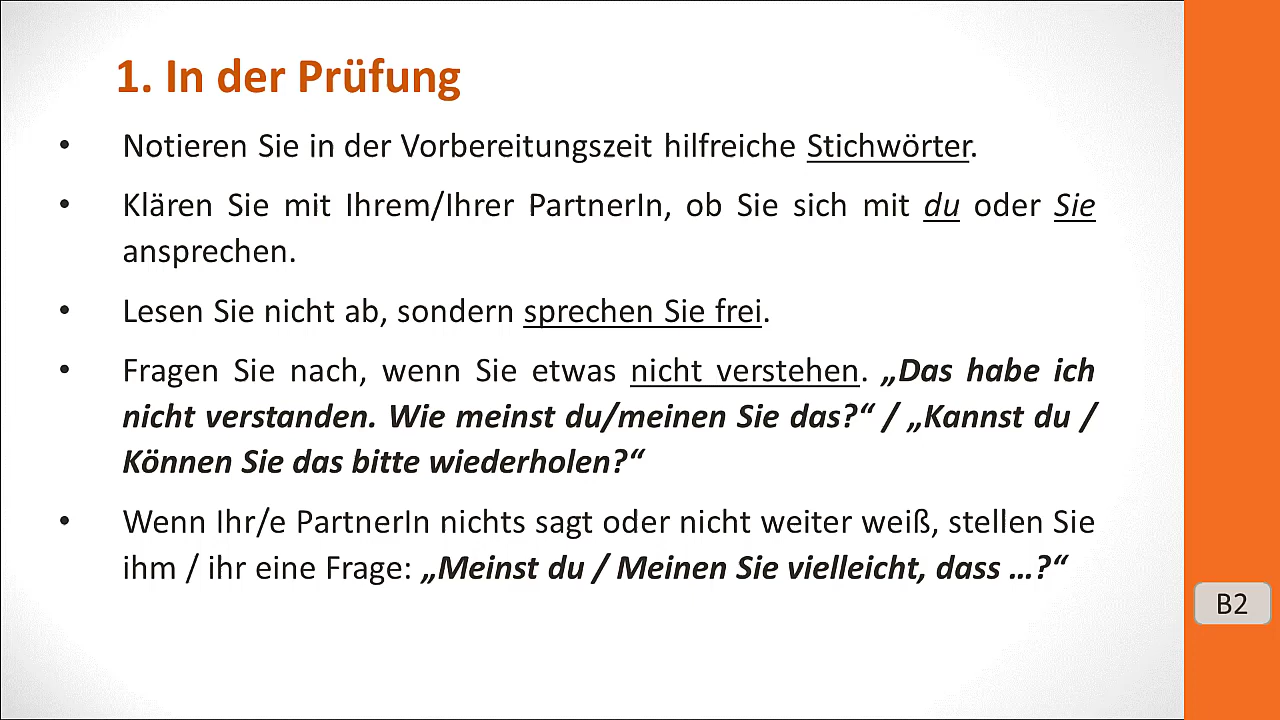 1. In der Prüfung
• Notieren Sie in der Vorbereitungszeit hilfreiche Stichwörter.
• Klären Sie mit Ihrem/Ihrer PartnerIn, ob Sie sich mit du oder Sie
ansprechen.
• Lesen Sie nicht ab, sondern sprechen Sie frei.
• Fragen Sie nach, wenn Sie etwas nicht verstehen. „Das habe ich
nicht verstanden. Wie meinst du/meinen Sie das?“ / „Kannst du /
Können Sie das bitte wiederholen?“
• Wenn Ihr/e PartnerIn nichts sagt oder nicht weiter weiß, stellen Sie
ihm / ihr eine Frage: „Meinst du / Meinen Sie vielleicht, dass …?“
B2